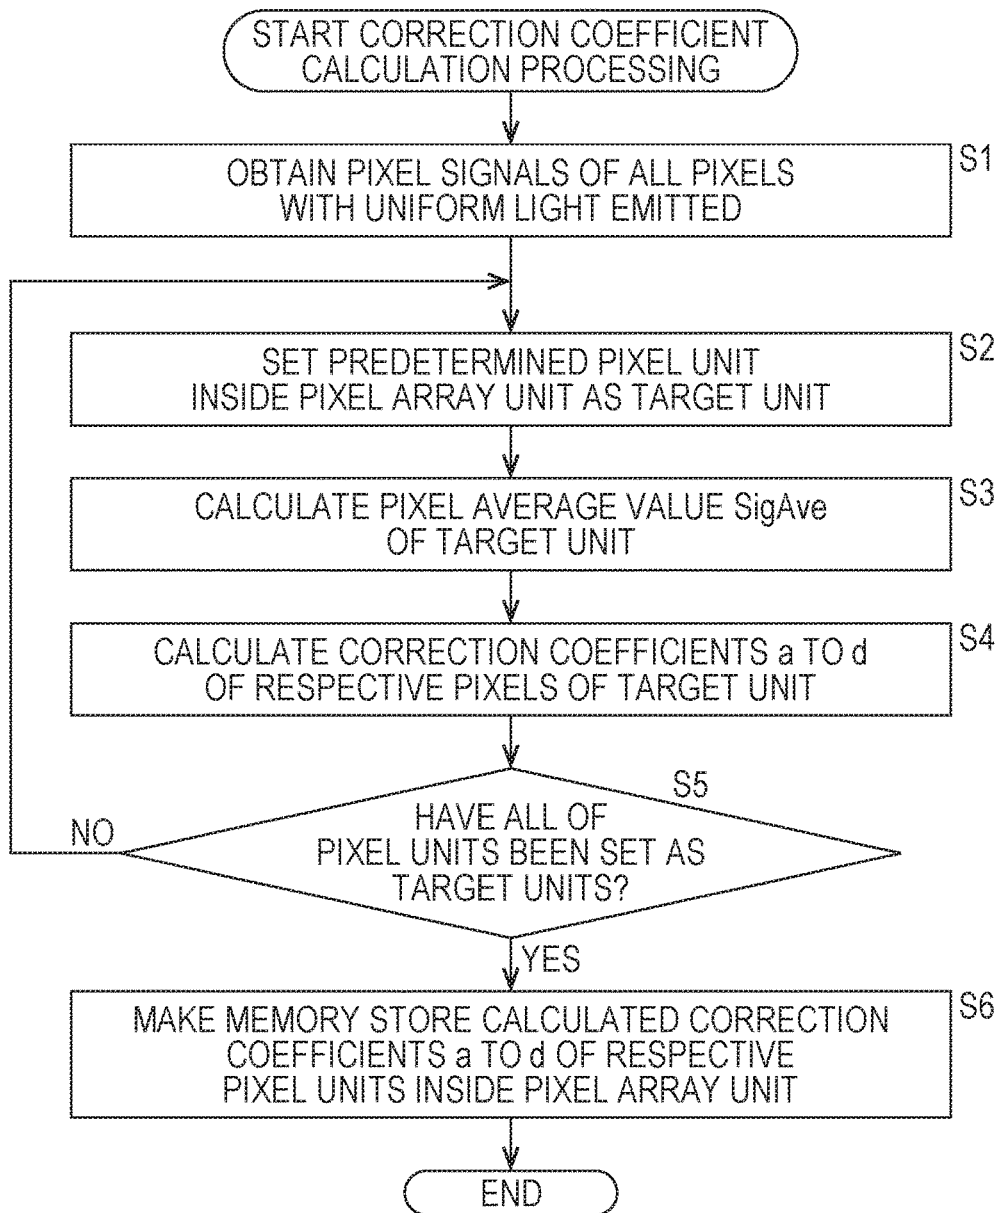 START CORRECTION COEFFICIENT
CALCULATION PROCESSING
S1
OBTAIN PIXEL SIGNALS OF ALL PIXELS
WITH UNIFORM LIGHT EMITTED
S2
SET PREDETERMINED PIXEL UNIT
INSIDE PIXEL ARRAY UNIT AS TARGET UNIT
S3
CALCULATE PIXEL AVERAGE VALUE SigAve
OF TARGET UNIT
S4
CALCULATE CORRECTION COEFFICIENTS a TO d
OF RESPECTIVE PIXELS OF TARGET UNIT
S5
NO
HAVE ALL OF
PIXEL UNITS BEEN SET AS
TARGET UNITS?
YES
S6
MAKE MEMORY STORE CALCULATED CORRECTION
COEFFICIENTS a TO d OF RESPECTIVE
PIXEL UNITS INSIDE PIXEL ARRAY UNIT
END